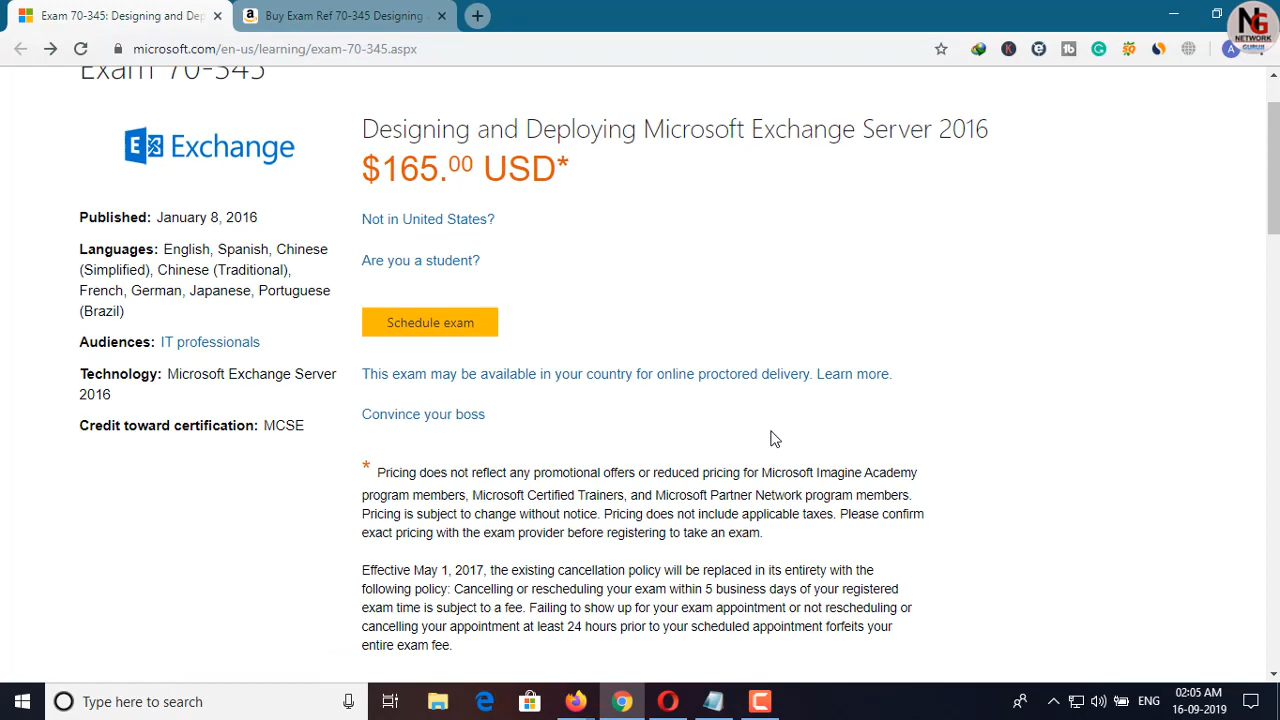 Exam 70-345: Designing and Dep
Buy Exam Ref 70-345 Designing
NG
NETWORK
microsoft.com/en-us/learning/exam-70-345.aspx
Exam 70-345
Exchange
Designing and Deploying Microsoft Exchange Server 2016
$165.00 USD*
Published: January 8, 2016
Not in United States?
Languages: English, Spanish, Chinese
(Simplified), Chinese (Traditional),
French, German, Japanese, Portuguese
(Brazil)
Are you a student?
Schedule exam
Audiences: IT professionals
Technology: Microsoft Exchange Server
2016
This exam may be available in your country for online proctored delivery. Learn more.
Credit toward certification: MCSE
Convince your boss
* Pricing does not reflect any promotional offers or reduced pricing for Microsoft Imagine Academy
program members, Microsoft Certified Trainers, and Microsoft Partner Network program members.
Pricing is subject to change without notice. Pricing does not include applicable taxes. Please confirm
exact pricing with the exam provider before registering to take an exam.
Effective May 1, 2017, the existing cancellation policy will be replaced in its entirety with the
following policy: Cancelling or rescheduling your exam within 5 business days of your registered
exam time is subject to a fee. Failing to show up for your exam appointment or not rescheduling or
cancelling your appointment at least 24 hours prior to your scheduled appointment forfeits your
entire exam fee.
Type here to search
ENG
02:05 AM
16-09-2019